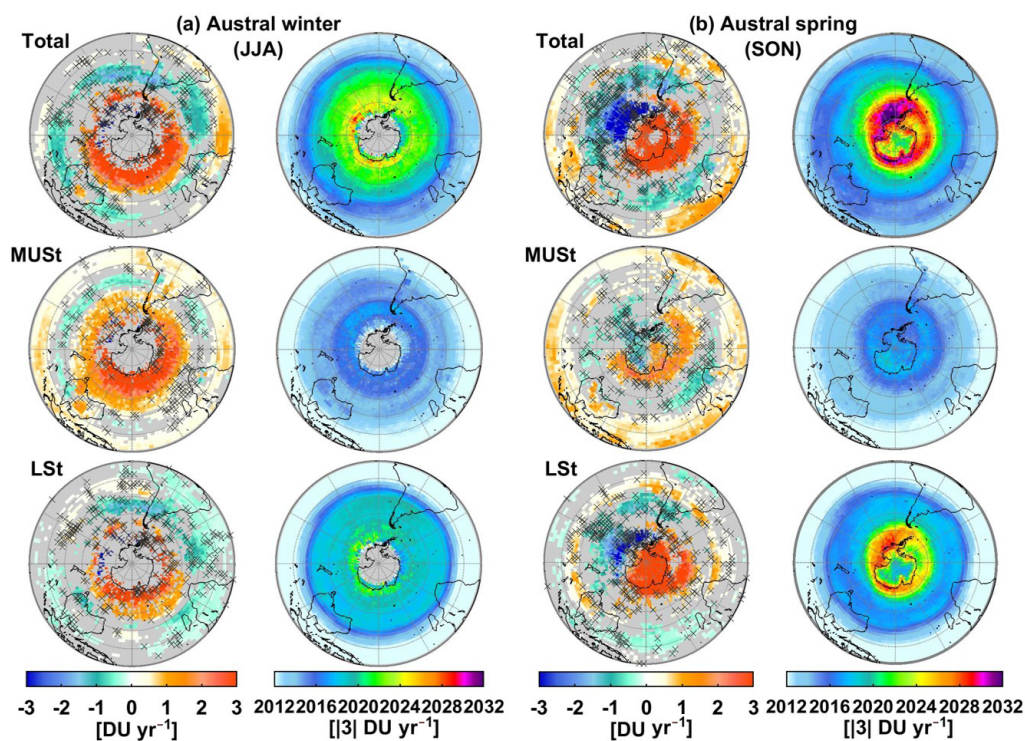 (a) Austral winter
(JJA)
(b) Austral spring
(SON)
Total
Total
MUSt
MUSt
LSt
LSt
-3 -2 -1 0 1 2 3
[DU yr−1]
2012 2016 2020 2024 2028 2032
[|3| DU yr−1]
-3 -2 -1 0 1 2 3
[DU yr−1]
2012 2016 2020 2024 2028 2032
[|3| DU yr−1]